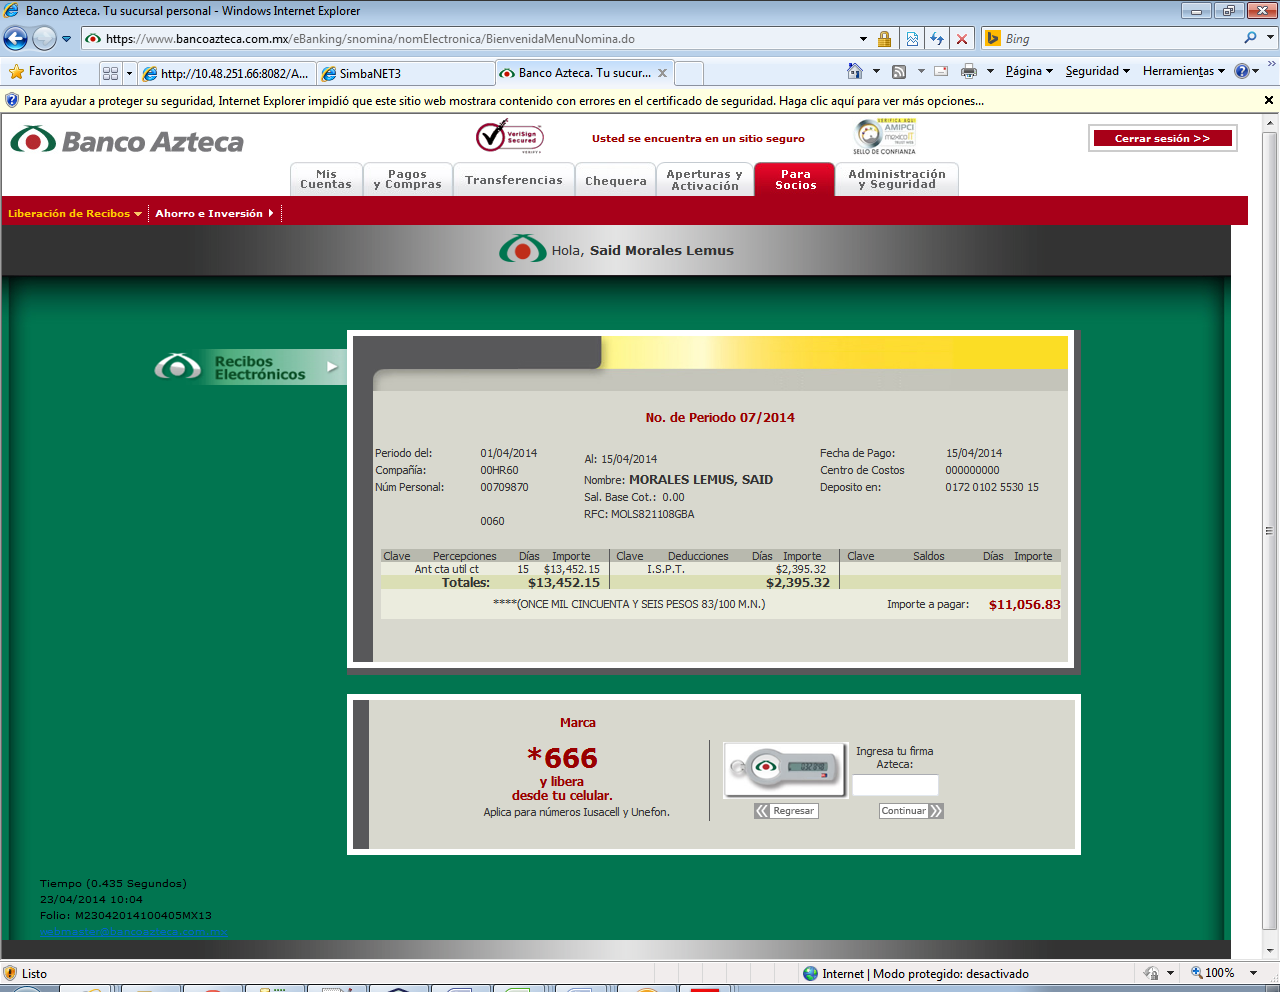 Banco Azteca. Tu sucursal personal - Windows Internet Explorer
https://www.bancoazteca.com.mx/eBanking/snomina/nomElectronica/BienvenidaMenuNomina.do
Bing
Favoritos
http://10.48.251.66:8082/A...
SimbaNET3
Banco Azteca. Tu sucur...
Página
Seguridad
Herramientas
Para ayudar a proteger su seguridad, Internet Explorer impidió que este sitio web mostrara contenido con errores en el certificado de seguridad. Haga clic aquí para ver más opciones...
Banco Azteca
VeriSign Secured
VERIFY
Usted se encuentra en un sitio seguro
VERIFICA AQUI
AMIPCI
SELLO DE CONFIANZA
Cerrar sesión >>
Mis Cuentas
Pagos y Compras
Transferencias
Chequera
Aperturas y Activación
Para Socios
Administración y Seguridad
Liberación de Recibos
Ahorro e Inversión
Hola, Said Morales Lemus
Recibos Electrónicos
No. de Periodo 07/2014
Periodo del: 01/04/2014 Al: 15/04/2014 Fecha de Pago: 15/04/2014
Compañía: 00HR60 Nombre: MORALES LEMUS, SAID Centro de Costos 000000000
Núm Personal: 00709870 Sal. Base Cot.: 0.00 Deposito en: 0172 0102 5530 15
0060 RFC: MOLS821108GBA
Clave Percepciones Días Importe Clave Deducciones Días Importe Clave Saldos Días Importe
Ant cta util ct 15 $13,452.15 I.S.P.T. $2,395.32
Totales: $13,452.15 $2,395.32
****(ONCE MIL CINCUENTA Y SEIS PESOS 83/100 M.N.) Importe a pagar: $11,056.83
Marca
*666
y libera
desde tu celular.
Aplica para números Iusacell y Unefon.
Ingresa tu firma
Azteca:
Regresar
Continuar
Tiempo (0.435 Segundos)
23/04/2014 10:04
Folio: M23042014100405MX13
webmaster@bancoazteca.com.mx
Listo
Internet | Modo protegido: desactivado
100%